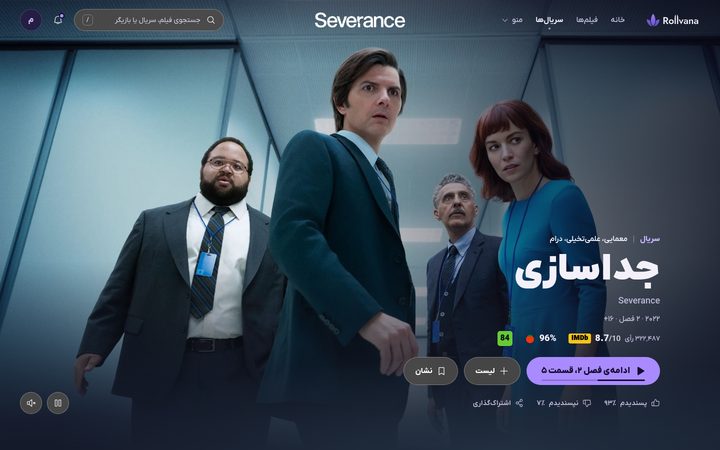 Rollvana
خانه
فیلم‌ها
سریال‌ها
منو
Severance
جستجوی فیلم، سریال یا بازیگر
/
م
سریال | معمایی، علمی‌تخیلی، درام
جداسازی
Severance
۲۰۲۲ · ۲ فصل · ۱۶+
۳۲۲,۴۸۷ رأی 8.7/10 IMDb 96% 84
ادامه‌ی فصل ۲، قسمت ۵
لیست
نشان
پسندیدم ۹۳٪
نپسندیدم ۷٪
اشتراک‌گذاری